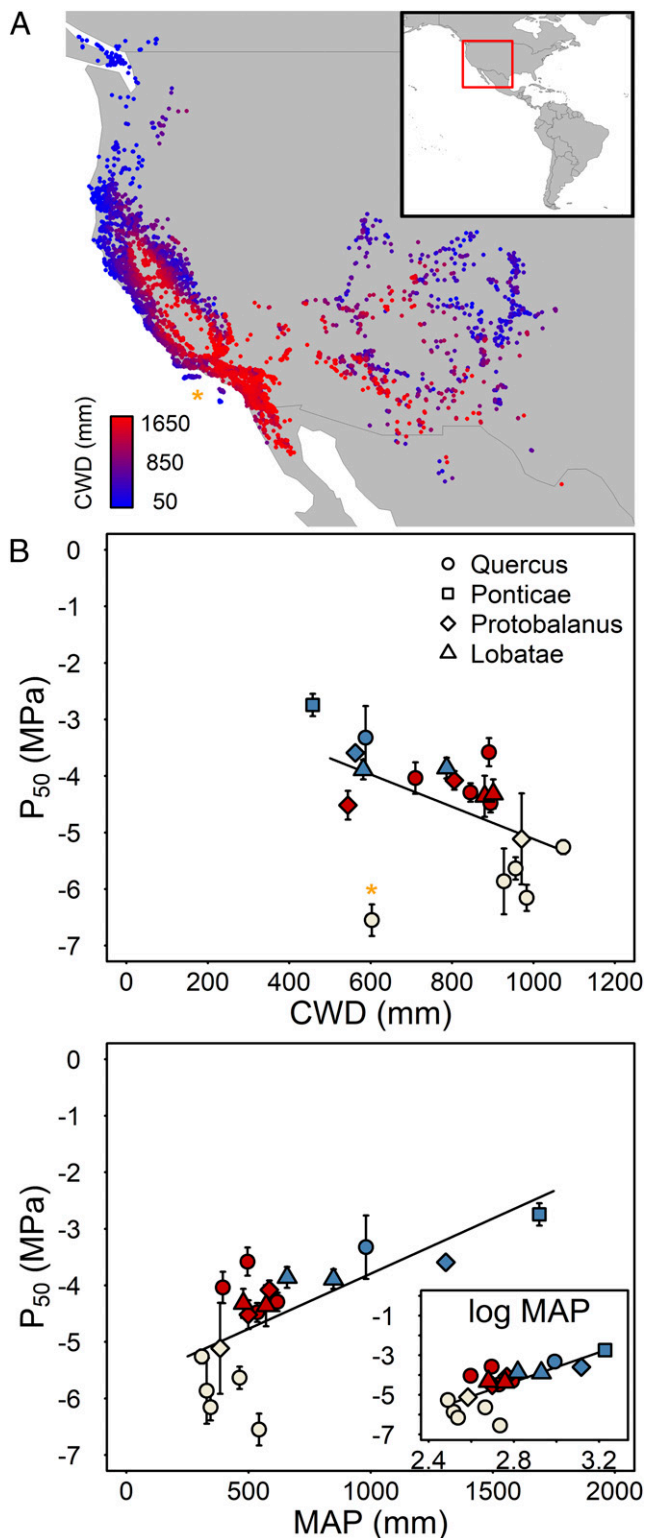 A
CWD (mm)
1650
850
50
*
B
0
-1
-2
-3
-4
-5
-6
-7
P50 (MPa)
Quercus
Ponticae
Protobalanus
Lobatae
*
0 200 400 600 800 1000 1200
CWD (mm)
0
-1
-2
-3
-4
-5
-6
-7
P50 (MPa)
log MAP
-1
-3
-5
-7
2.4 2.8 3.2
0 500 1000 1500 2000
MAP (mm)